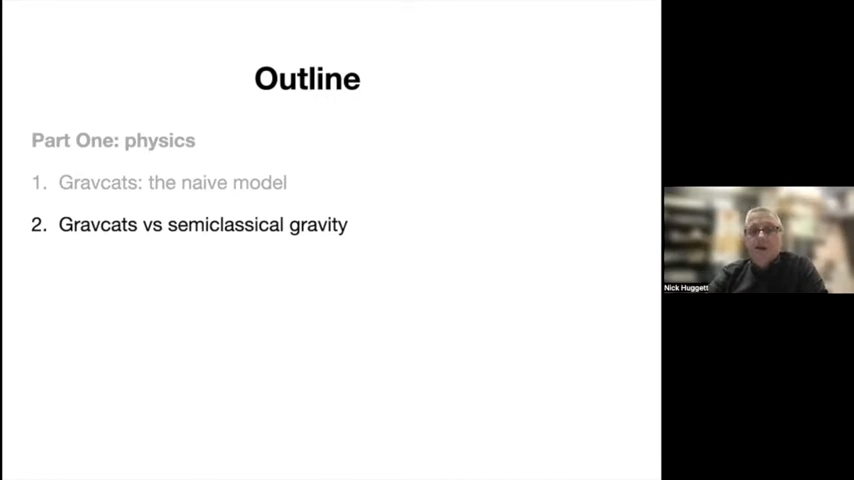 Outline
Part One: physics
1. Gravcats: the naive model
2. Gravcats vs semiclassical gravity
Nick Huggett